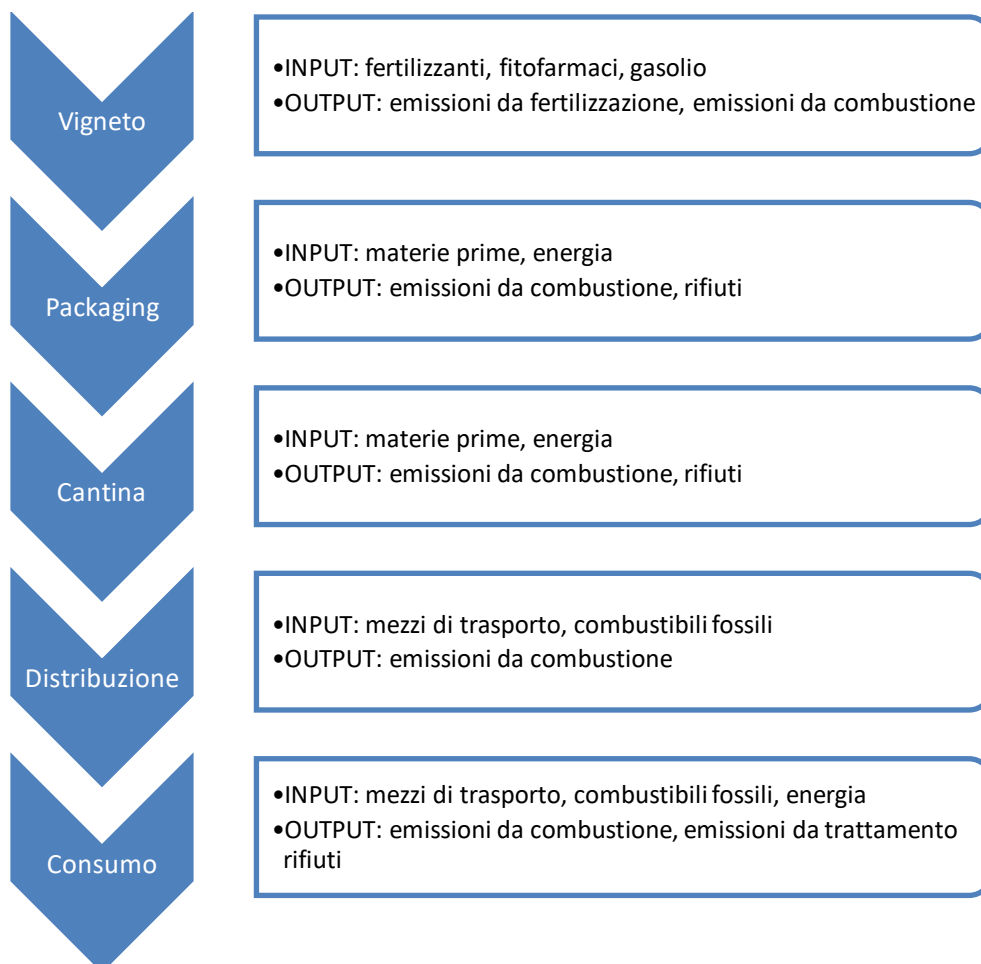 Vigneto
•INPUT: fertilizzanti, fitofarmaci, gasolio
•OUTPUT: emissioni da fertilizzazione, emissioni da combustione
Packaging
•INPUT: materie prime, energia
•OUTPUT: emissioni da combustione, rifiuti
Cantina
•INPUT: materie prime, energia
•OUTPUT: emissioni da combustione, rifiuti
Distribuzione
•INPUT: mezzi di trasporto, combustibili fossili
•OUTPUT: emissioni da combustione
Consumo
•INPUT: mezzi di trasporto, combustibili fossili, energia
•OUTPUT: emissioni da combustione, emissioni da trattamento
rifiuti